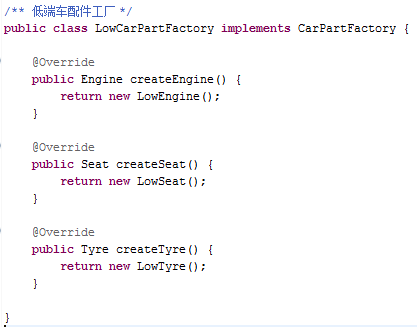 /** 低端车配件工厂 */
public class LowCarPartFactory implements CarPartFactory {
@Override
public Engine createEngine() {
return new LowEngine();
}
@Override
public Seat createSeat() {
return new LowSeat();
}
@Override
public Tyre createTyre() {
return new LowTyre();
}
}